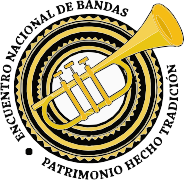 ENCUENTRO NACIONAL DE BANDAS
PATRIMONIO HECHO TRADICIÓN